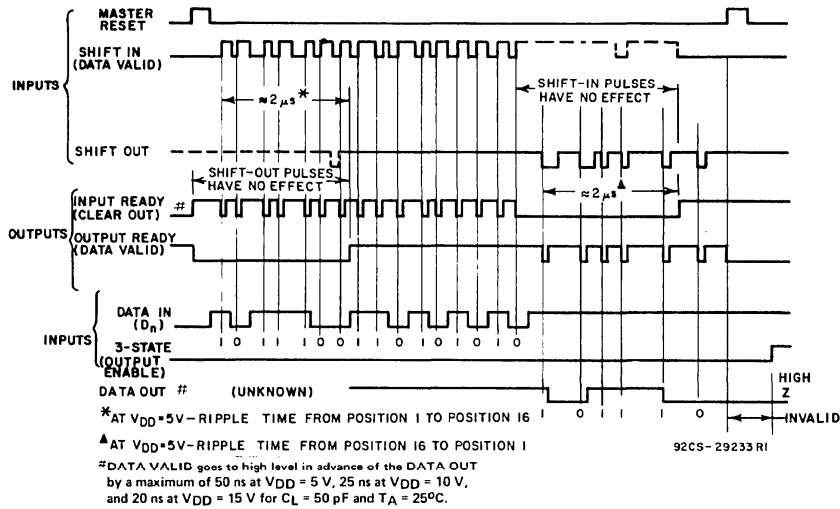 MASTER
RESET
SHIFT IN
(DATA VALID)
INPUTS
≈2 μs*
SHIFT-IN PULSES
HAVE NO EFFECT
SHIFT OUT
SHIFT-OUT PULSES
HAVE NO EFFECT
≈2 μs▲
INPUT READY #
(CLEAR OUT)
OUTPUTS
OUTPUT READY
(DATA VALID)
DATA IN
(Dn)
INPUTS
1 0 1 1 1 0 0 1 1 0 1 0 1 0 1 0
3-STATE
(OUTPUT
ENABLE)
HIGH
Z
DATA OUT # (UNKNOWN)
1 0 1 1 1 0
INVALID
*AT VDD=5V-RIPPLE TIME FROM POSITION 1 TO POSITION 16
▲AT VDD=5V-RIPPLE TIME FROM POSITION 16 TO POSITION 1
92CS-29233R1
#DATA VALID goes to high level in advance of the DATA OUT
by a maximum of 50 ns at VDD = 5 V, 25 ns at VDD = 10 V,
and 20 ns at VDD = 15 V for CL = 50 pF and TA = 25ºC.